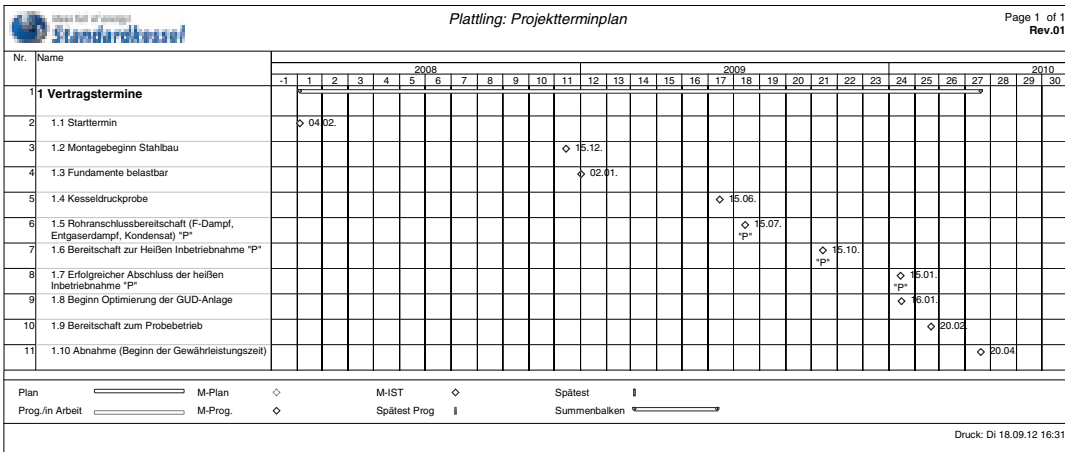 Standardkessel
Plattling: Projektterminplan
Page 1 of 1
Rev.01
Nr. Name
2008 2009 2010
-1 1 2 3 4 5 6 7 8 9 10 11 12 13 14 15 16 17 18 19 20 21 22 23 24 25 26 27 28 29 30
1 1 Vertragstermine
2 1.1 Starttermin 04.02.
3 1.2 Montagebeginn Stahlbau 15.12.
4 1.3 Fundamente belastbar 02.01.
5 1.4 Kesseldruckprobe 15.06.
6 1.5 Rohranschlussbereitschaft (F-Dampf, 15.07.
Entgaserdampf, Kondensat) "P" "P"
7 1.6 Bereitschaft zur Heißen Inbetriebnahme "P" 15.10.
"P"
8 1.7 Erfolgreicher Abschluss der heißen 15.01.
Inbetriebnahme "P" "P"
9 1.8 Beginn Optimierung der GUD-Anlage 16.01.
10 1.9 Bereitschaft zum Probebetrieb 20.02.
11 1.10 Abnahme (Beginn der Gewährleistungszeit) 20.04.
Plan M-Plan M-IST Spätest
Prog./in Arbeit M-Prog. Spätest Prog Summenbalken
Druck: Di 18.09.12 16:31